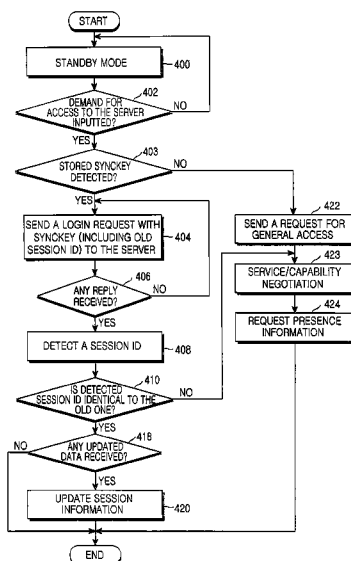 START
STANDBY MODE
400
402
DEMAND FOR
ACCESS TO THE SERVER
INPUTTED?
NO
YES
403
STORED SYNCKEY
DETECTED?
NO
YES
SEND A LOGIN REQUEST WITH
SYNCKEY (INCLUDING OLD
SESSION ID) TO THE SERVER
404
422
SEND A REQUEST FOR
GENERAL ACCESS
406
ANY REPLY
RECEIVED?
NO
YES
423
SERVICE/CAPABILITY
NEGOTIATION
424
REQUEST PRESENCE
INFORMATION
DETECT A SESSION ID
408
410
IS DETECTED
SESSION ID IDENTICAL TO THE
OLD ONE?
NO
YES
418
NO
ANY UPDATED
DATA RECEIVED?
YES
UPDATE SESSION
INFORMATION
420
END